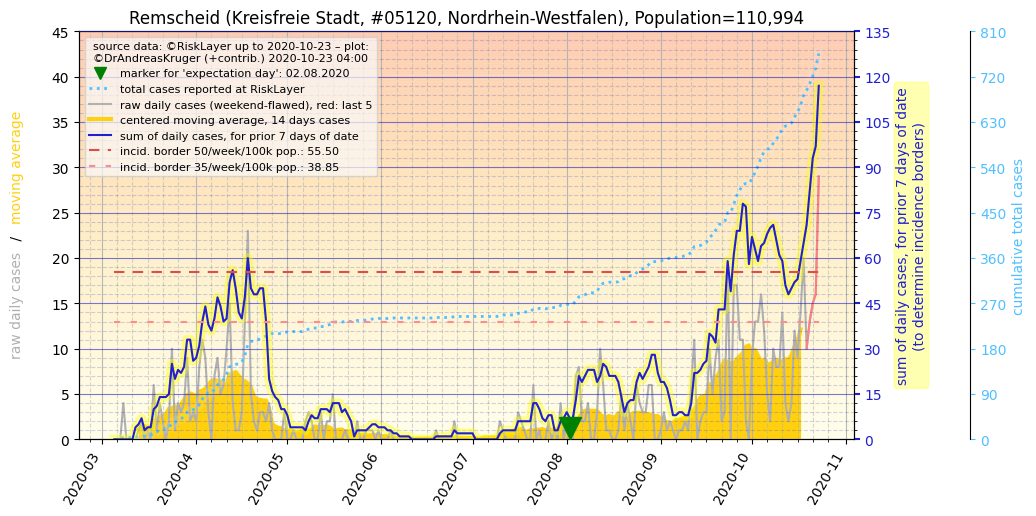 Remscheid (Kreisfreie Stadt, #05120, Nordrhein-Westfalen), Population=110,994
source data: ©RiskLayer up to 2020-10-23 – plot:
©DrAndreasKruger (+contrib.) 2020-10-23 04:00
marker for 'expectation day': 02.08.2020
total cases reported at RiskLayer
raw daily cases (weekend-flawed), red: last 5
centered moving average, 14 days cases
sum of daily cases, for prior 7 days of date
incid. border 50/week/100k pop.: 55.50
incid. border 35/week/100k pop.: 38.85
raw daily cases / moving average
45
40
35
30
25
20
15
10
5
0
135
120
105
90
75
60
45
30
15
0
sum of daily cases, for prior 7 days of date
(to determine incidence borders)
810
720
630
540
450
360
270
180
90
0
cumulative total cases
2020-03
2020-04
2020-05
2020-06
2020-07
2020-08
2020-09
2020-10
2020-11